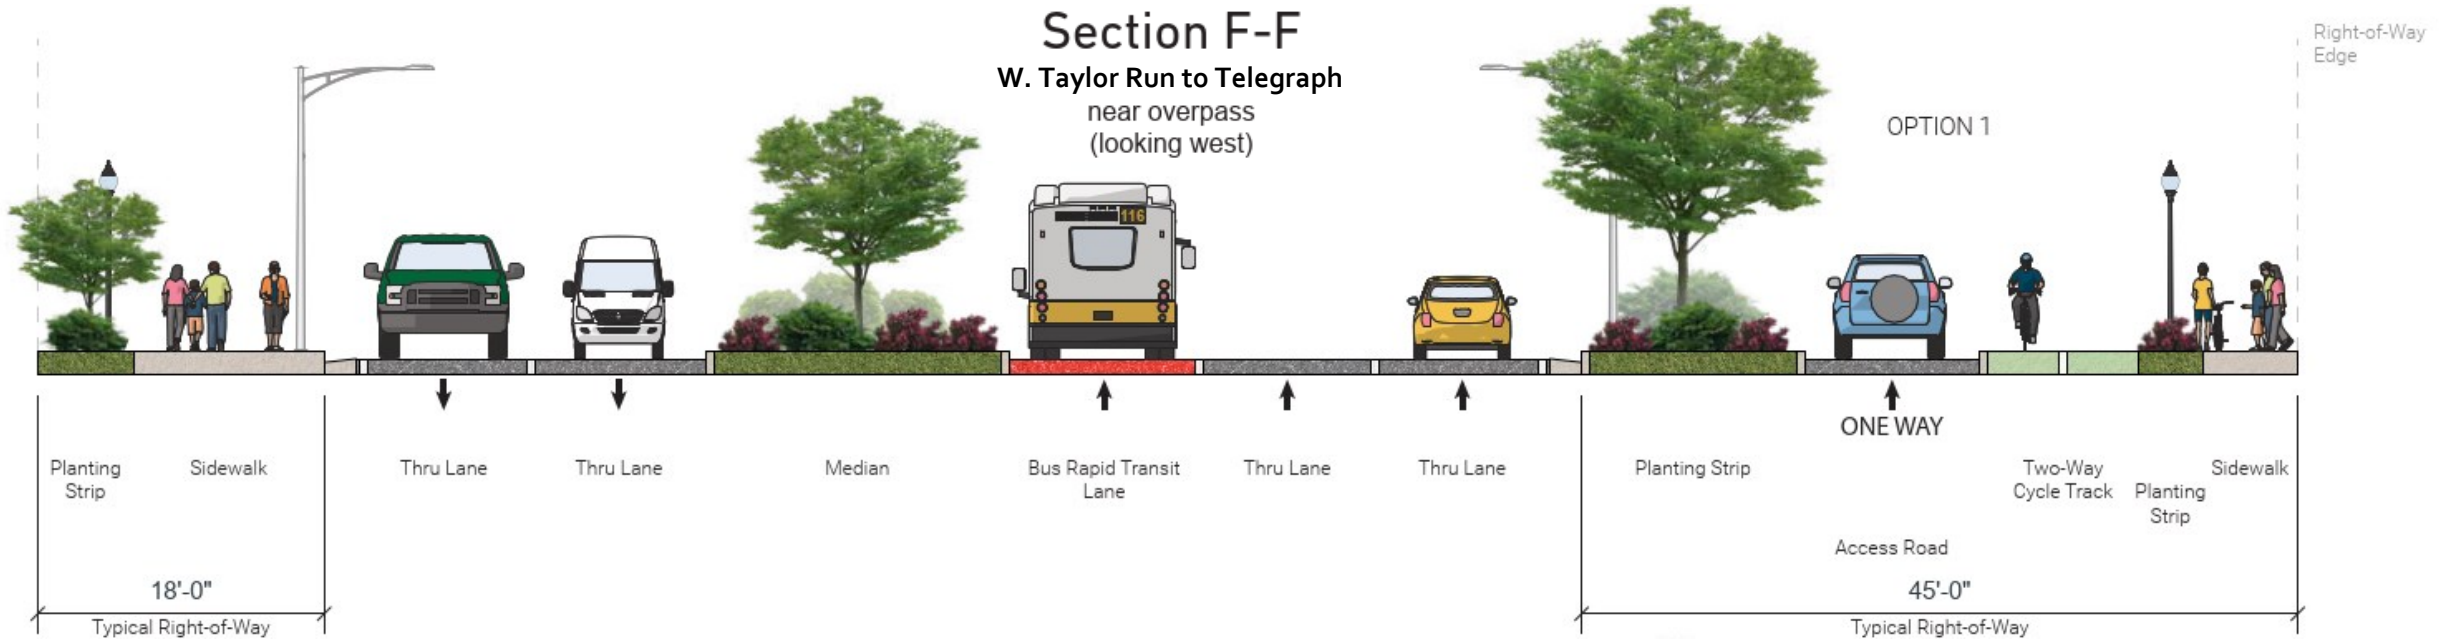 Section F-F
W. Taylor Run to Telegraph
near overpass
(looking west)
Right-of-Way
Edge
OPTION 1
116
ONE WAY
Planting
Strip
Sidewalk
Thru Lane
Thru Lane
Median
Bus Rapid Transit
Lane
Thru Lane
Thru Lane
Planting Strip
Access Road
Two-Way
Cycle Track
Planting
Strip
Sidewalk
18'-0"
Typical Right-of-Way
45'-0"
Typical Right-of-Way